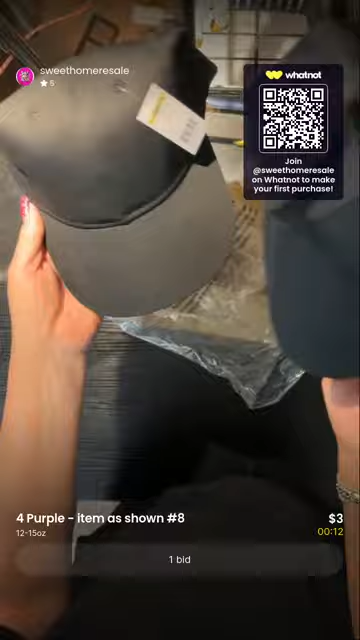 sweethomeresale
5
whatnot
Join
@sweethomeresale
on Whatnot to make
your first purchase!
4 Purple - item as shown #8
$3
12-15oz
00:12
1 bid